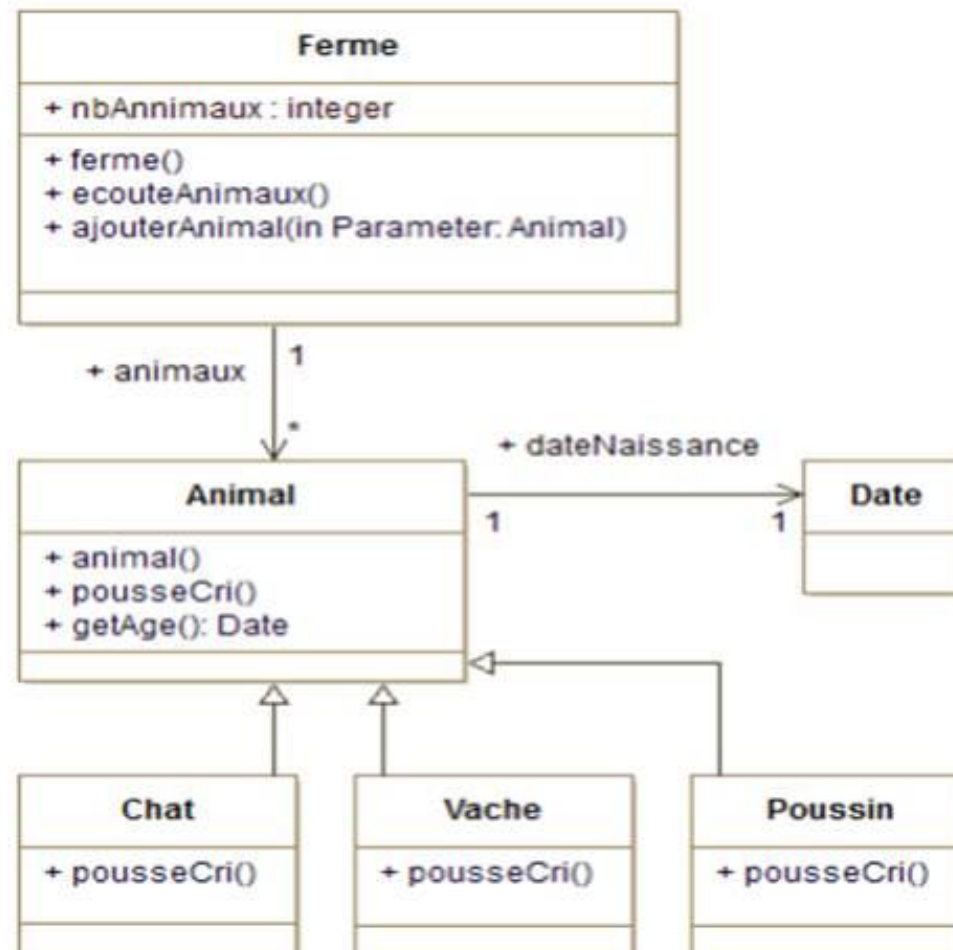 Ferme
+ nbAnnimaux : integer
+ ferme()
+ ecouteAnimaux()
+ ajouterAnimal(in Parameter: Animal)
+ animaux
1
*
+ dateNaissance
1
1
Animal
+ animal()
+ pousseCri()
+ getAge(): Date
Date
Chat
+ pousseCri()
Vache
+ pousseCri()
Poussin
+ pousseCri()